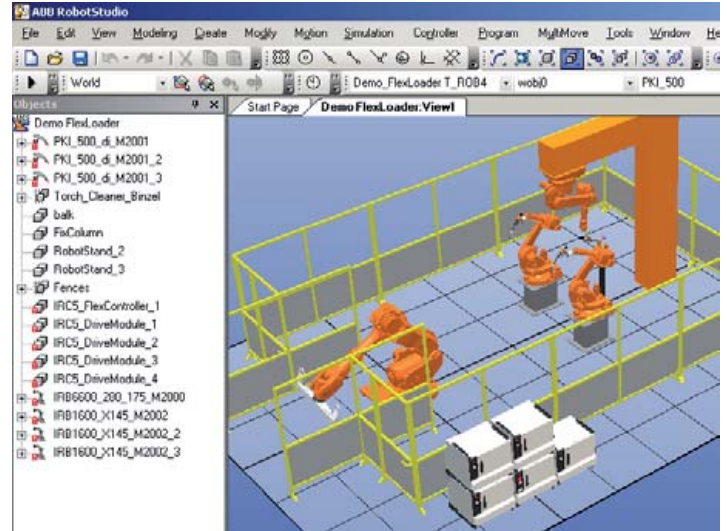 ABB RobotStudio
File Edit View Modeling Create Modify Motion Simulation Controller Program MultiMove Tools Window He
World Demo_FlexLoader T_ROB4 wobj0 PKI_500
Objects Start Page Demo FlexLoader:View1
Demo FlexLoader
PKI_500_di_M2001
PKI_500_di_M2001_2
PKI_500_di_M2001_3
Torch_Cleaner_Binzel
balk
FixColumn
RobotStand_2
RobotStand_3
Fences
IRC5_FlexController_1
IRC5_DriveModule_1
IRC5_DriveModule_2
IRC5_DriveModule_3
IRC5_DriveModule_4
IRB6600_280_175_M2000
IRB1600_X145_M2002
IRB1600_X145_M2002_2
IRB1600_X145_M2002_3